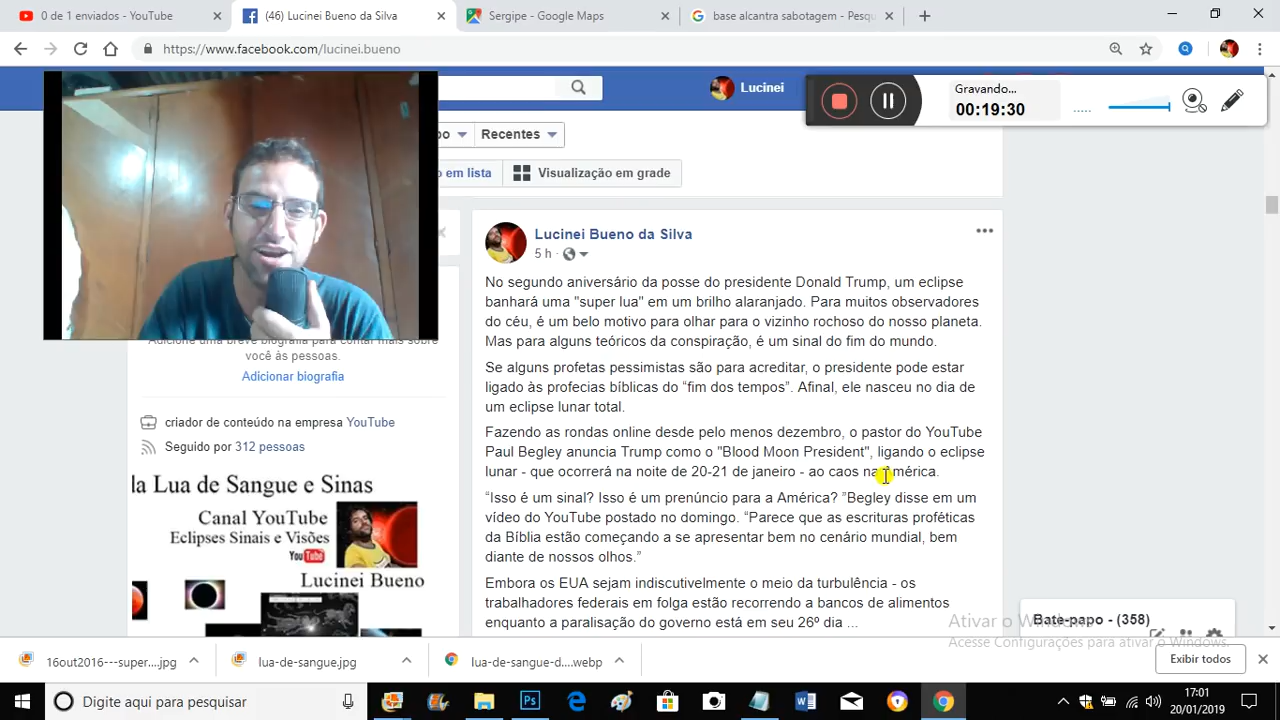 0 de 1 enviados - YouTube
(46) Lucinei Bueno da Silva
Sergipe - Google Maps
base alcantra sabotagem - Pesqu
https://www.facebook.com/lucinei.bueno
Lucinei
Gravando...
00:19:30
po
Recentes
o em lista
Visualização em grade
Adicione uma breve biografia para contar mais sobre
você às pessoas.
Adicionar biografia
criador de conteúdo na empresa YouTube
Seguido por 312 pessoas
da Lua de Sangue e Sinas
Canal YouTube
Eclipses Sinais e Visões
YouTube
Lucinei Bueno
Lucinei Bueno da Silva
5 h
No segundo aniversário da posse do presidente Donald Trump, um eclipse
banhará uma "super lua" em um brilho alaranjado. Para muitos observadores
do céu, é um belo motivo para olhar para o vizinho rochoso do nosso planeta.
Mas para alguns teóricos da conspiração, é um sinal do fim do mundo.
Se alguns profetas pessimistas são para acreditar, o presidente pode estar
ligado às profecias bíblicas do “fim dos tempos”. Afinal, ele nasceu no dia de
um eclipse lunar total.
Fazendo as rondas online desde pelo menos dezembro, o pastor do YouTube
Paul Begley anuncia Trump como o "Blood Moon President", ligando o eclipse
lunar - que ocorrerá na noite de 20-21 de janeiro - ao caos na América.
“Isso é um sinal? Isso é um prenúncio para a América? ”Begley disse em um
vídeo do YouTube postado no domingo. “Parece que as escrituras proféticas
da Bíblia estão começando a se apresentar bem no cenário mundial, bem
diante de nossos olhos.”
Embora os EUA sejam indiscutivelmente o meio da turbulência - os
trabalhadores federais em folga estão recorrendo a bancos de alimentos
enquanto a paralisação do governo está em seu 26º dia ...
Bate-papo - (358)
Ativar o Windows
Acesse Configurações para ativar o Windows.
16out2016---super....jpg
lua-de-sangue.jpg
lua-de-sangue-d....webp
Exibir todos
Digite aqui para pesquisar
17:01
20/01/2019